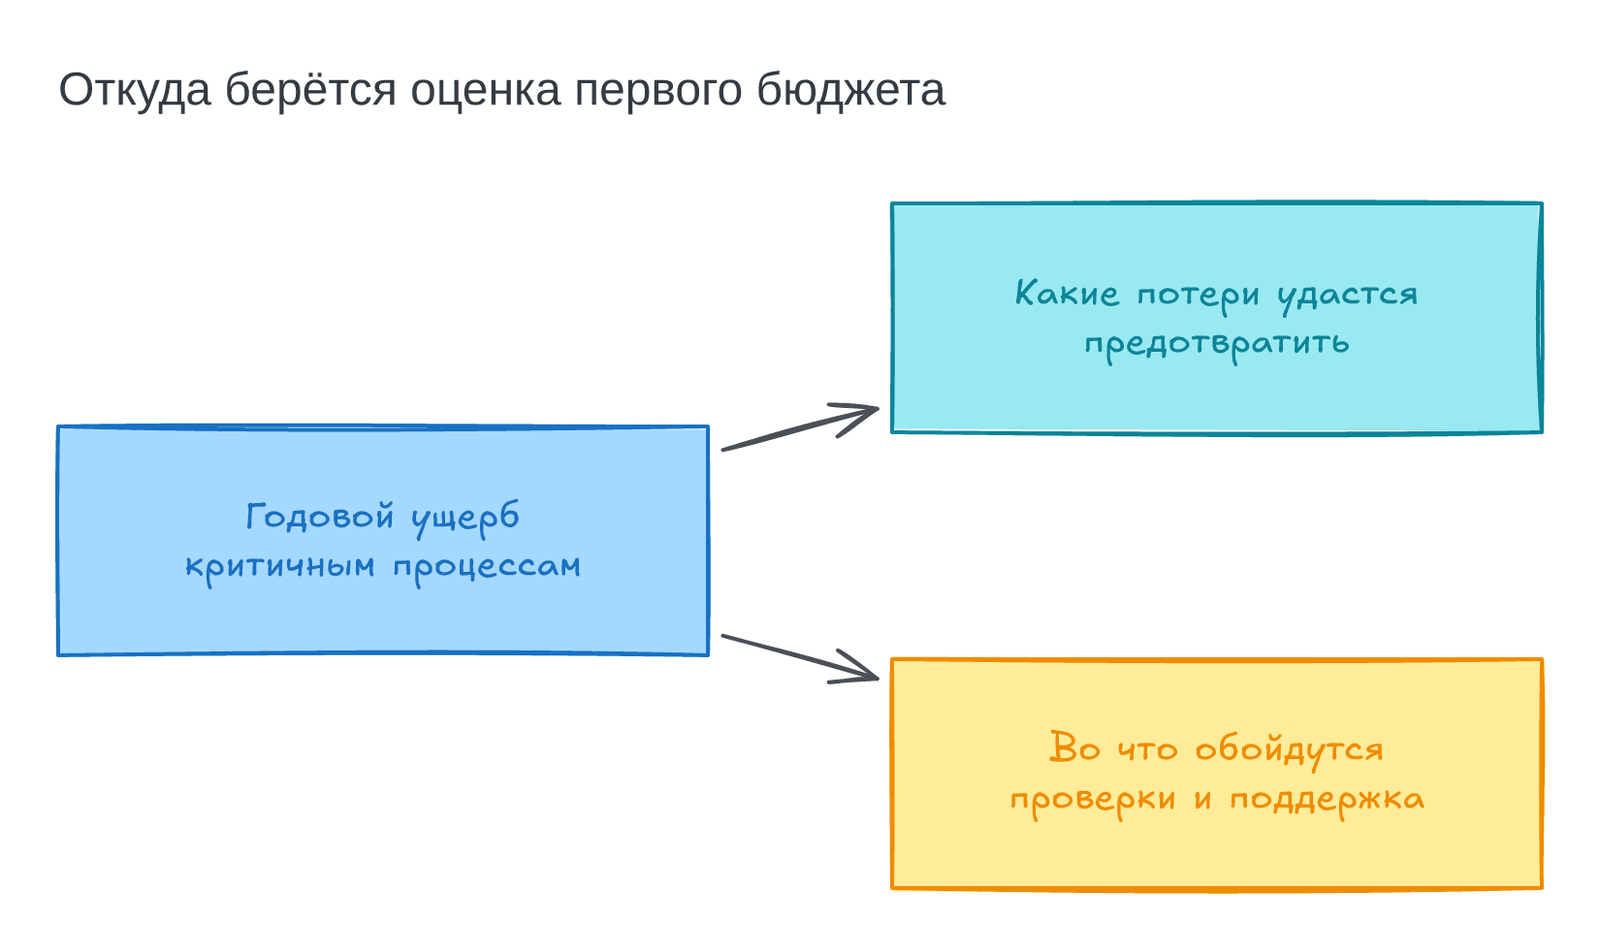 Откуда берётся оценка первого бюджета
Какие потери удастся
предотвратить
Годовой ущерб
критичным процессам
Во что обойдутся
проверки и поддержка